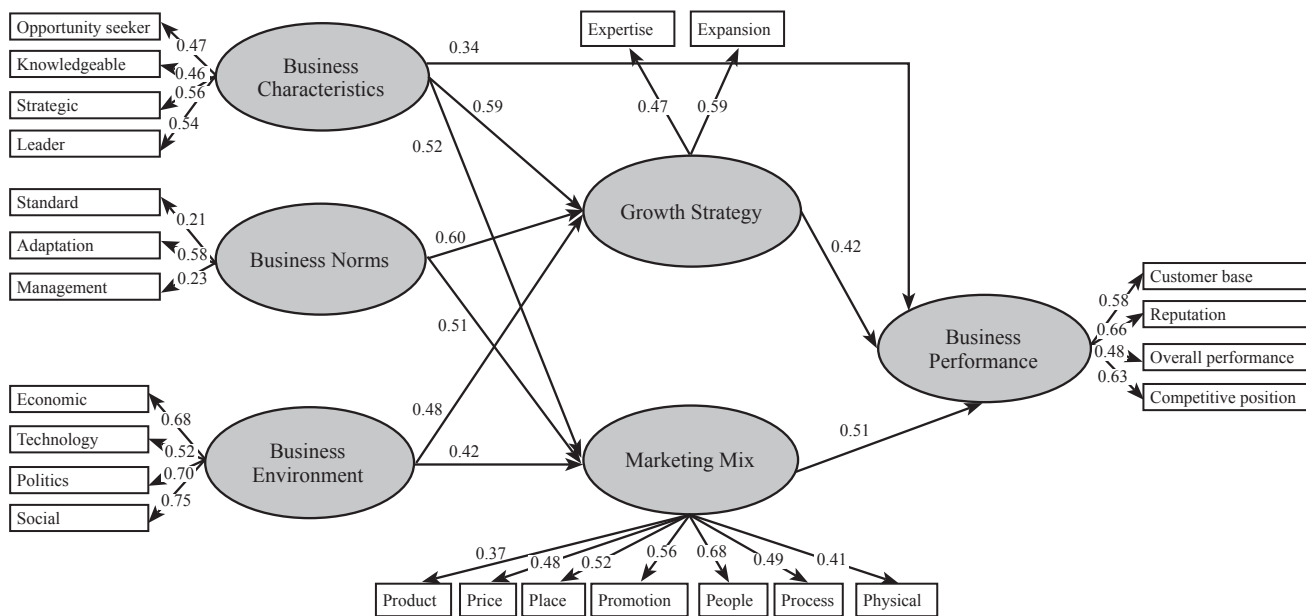 Opportunity seeker
0.47
Knowledgeable
0.46
Strategic
0.56
Leader
0.54
Business
Characteristics
0.34
0.59
0.52
Expertise
Expansion
0.47
0.59
Growth Strategy
Standard
0.21
Adaptation
0.58
Management
0.23
Business Norms
0.60
0.51
0.42
Business
Performance
Customer base
0.58
Reputation
0.66
Overall performance
0.48
Competitive position
0.63
Economic
0.68
Technology
0.52
Politics
0.70
Social
0.75
Business
Environment
0.48
0.42
Marketing Mix
0.51
0.37
0.48
0.52
0.56
0.68
0.49
0.41
Product
Price
Place
Promotion
People
Process
Physical